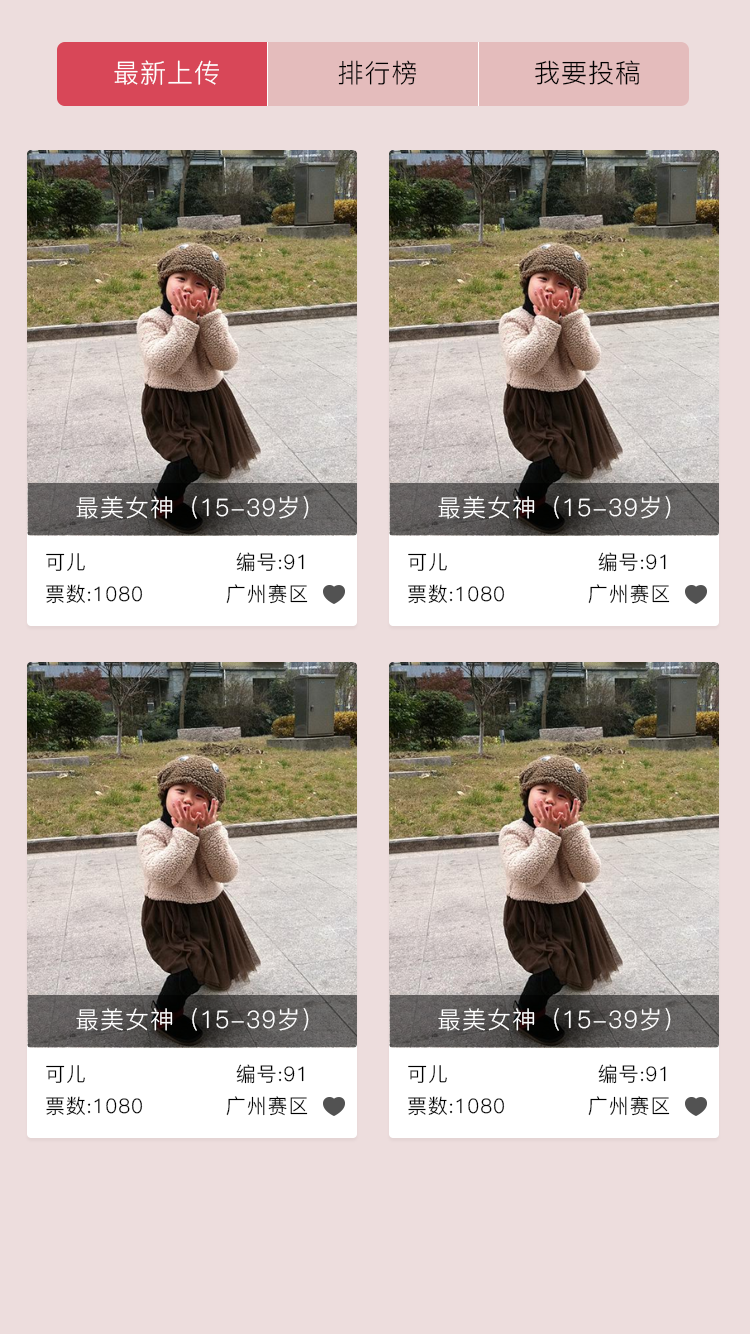 最新上传 排行榜 我要投稿
最美女神（15-39岁） 最美女神（15-39岁）
可儿 编号:91 可儿 编号:91
票数:1080 广州赛区 票数:1080 广州赛区
最美女神（15-39岁） 最美女神（15-39岁）
可儿 编号:91 可儿 编号:91
票数:1080 广州赛区 票数:1080 广州赛区